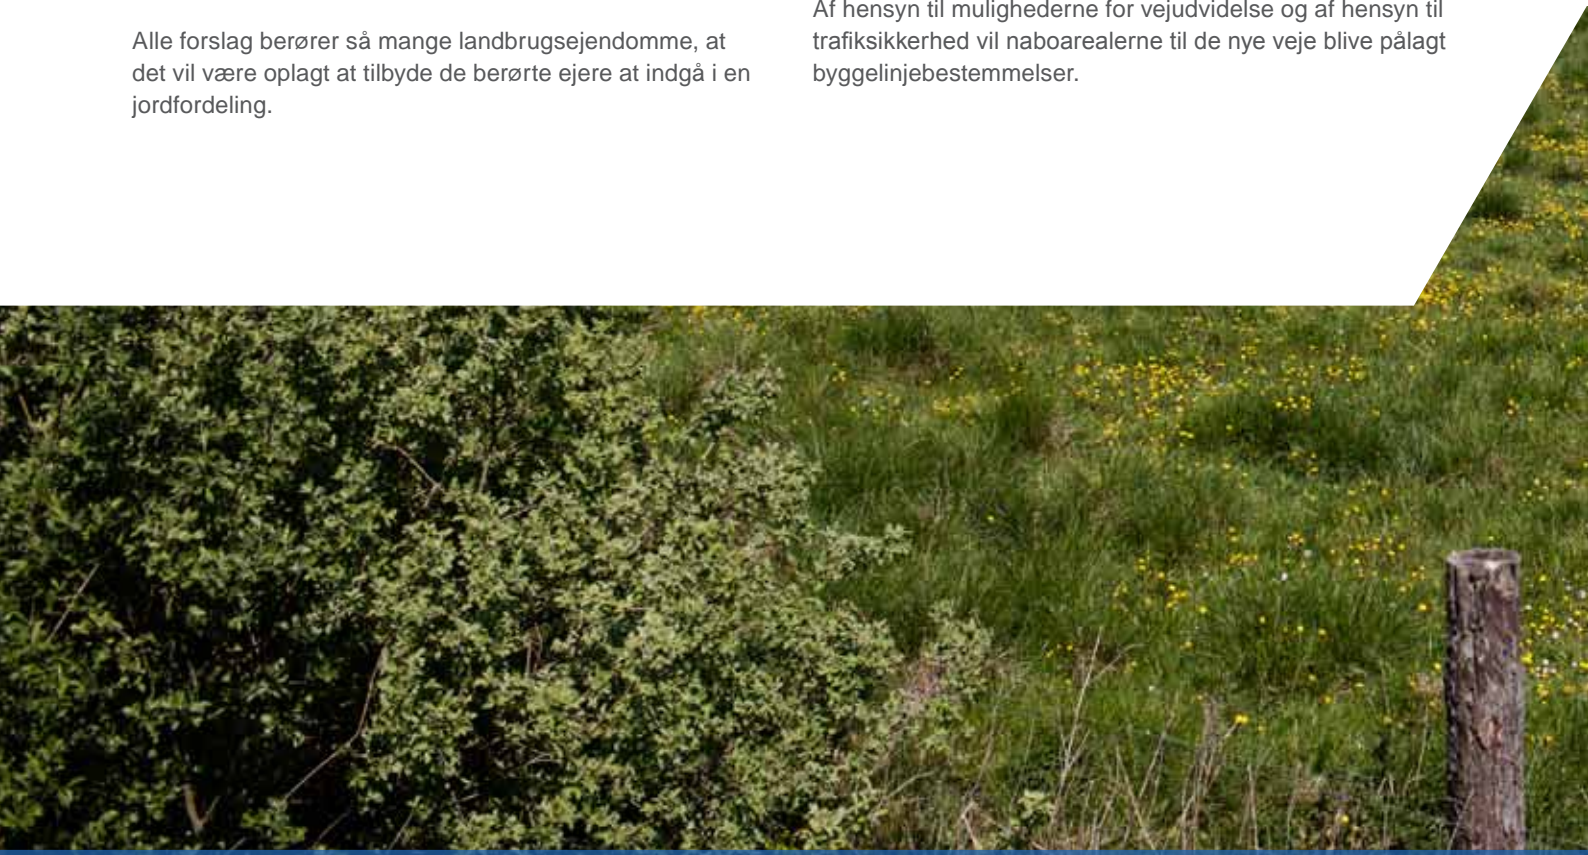 Alle forslag berører så mange landbrugsejendomme, at
det vil være oplagt at tilbyde de berørte ejere at indgå i en
jordfordeling.
Af hensyn til mulighederne for vejudvidelse og af hensyn til
trafiksikkerhed vil naboarealerne til de nye veje blive pålagt
byggelinjebestemmelser.